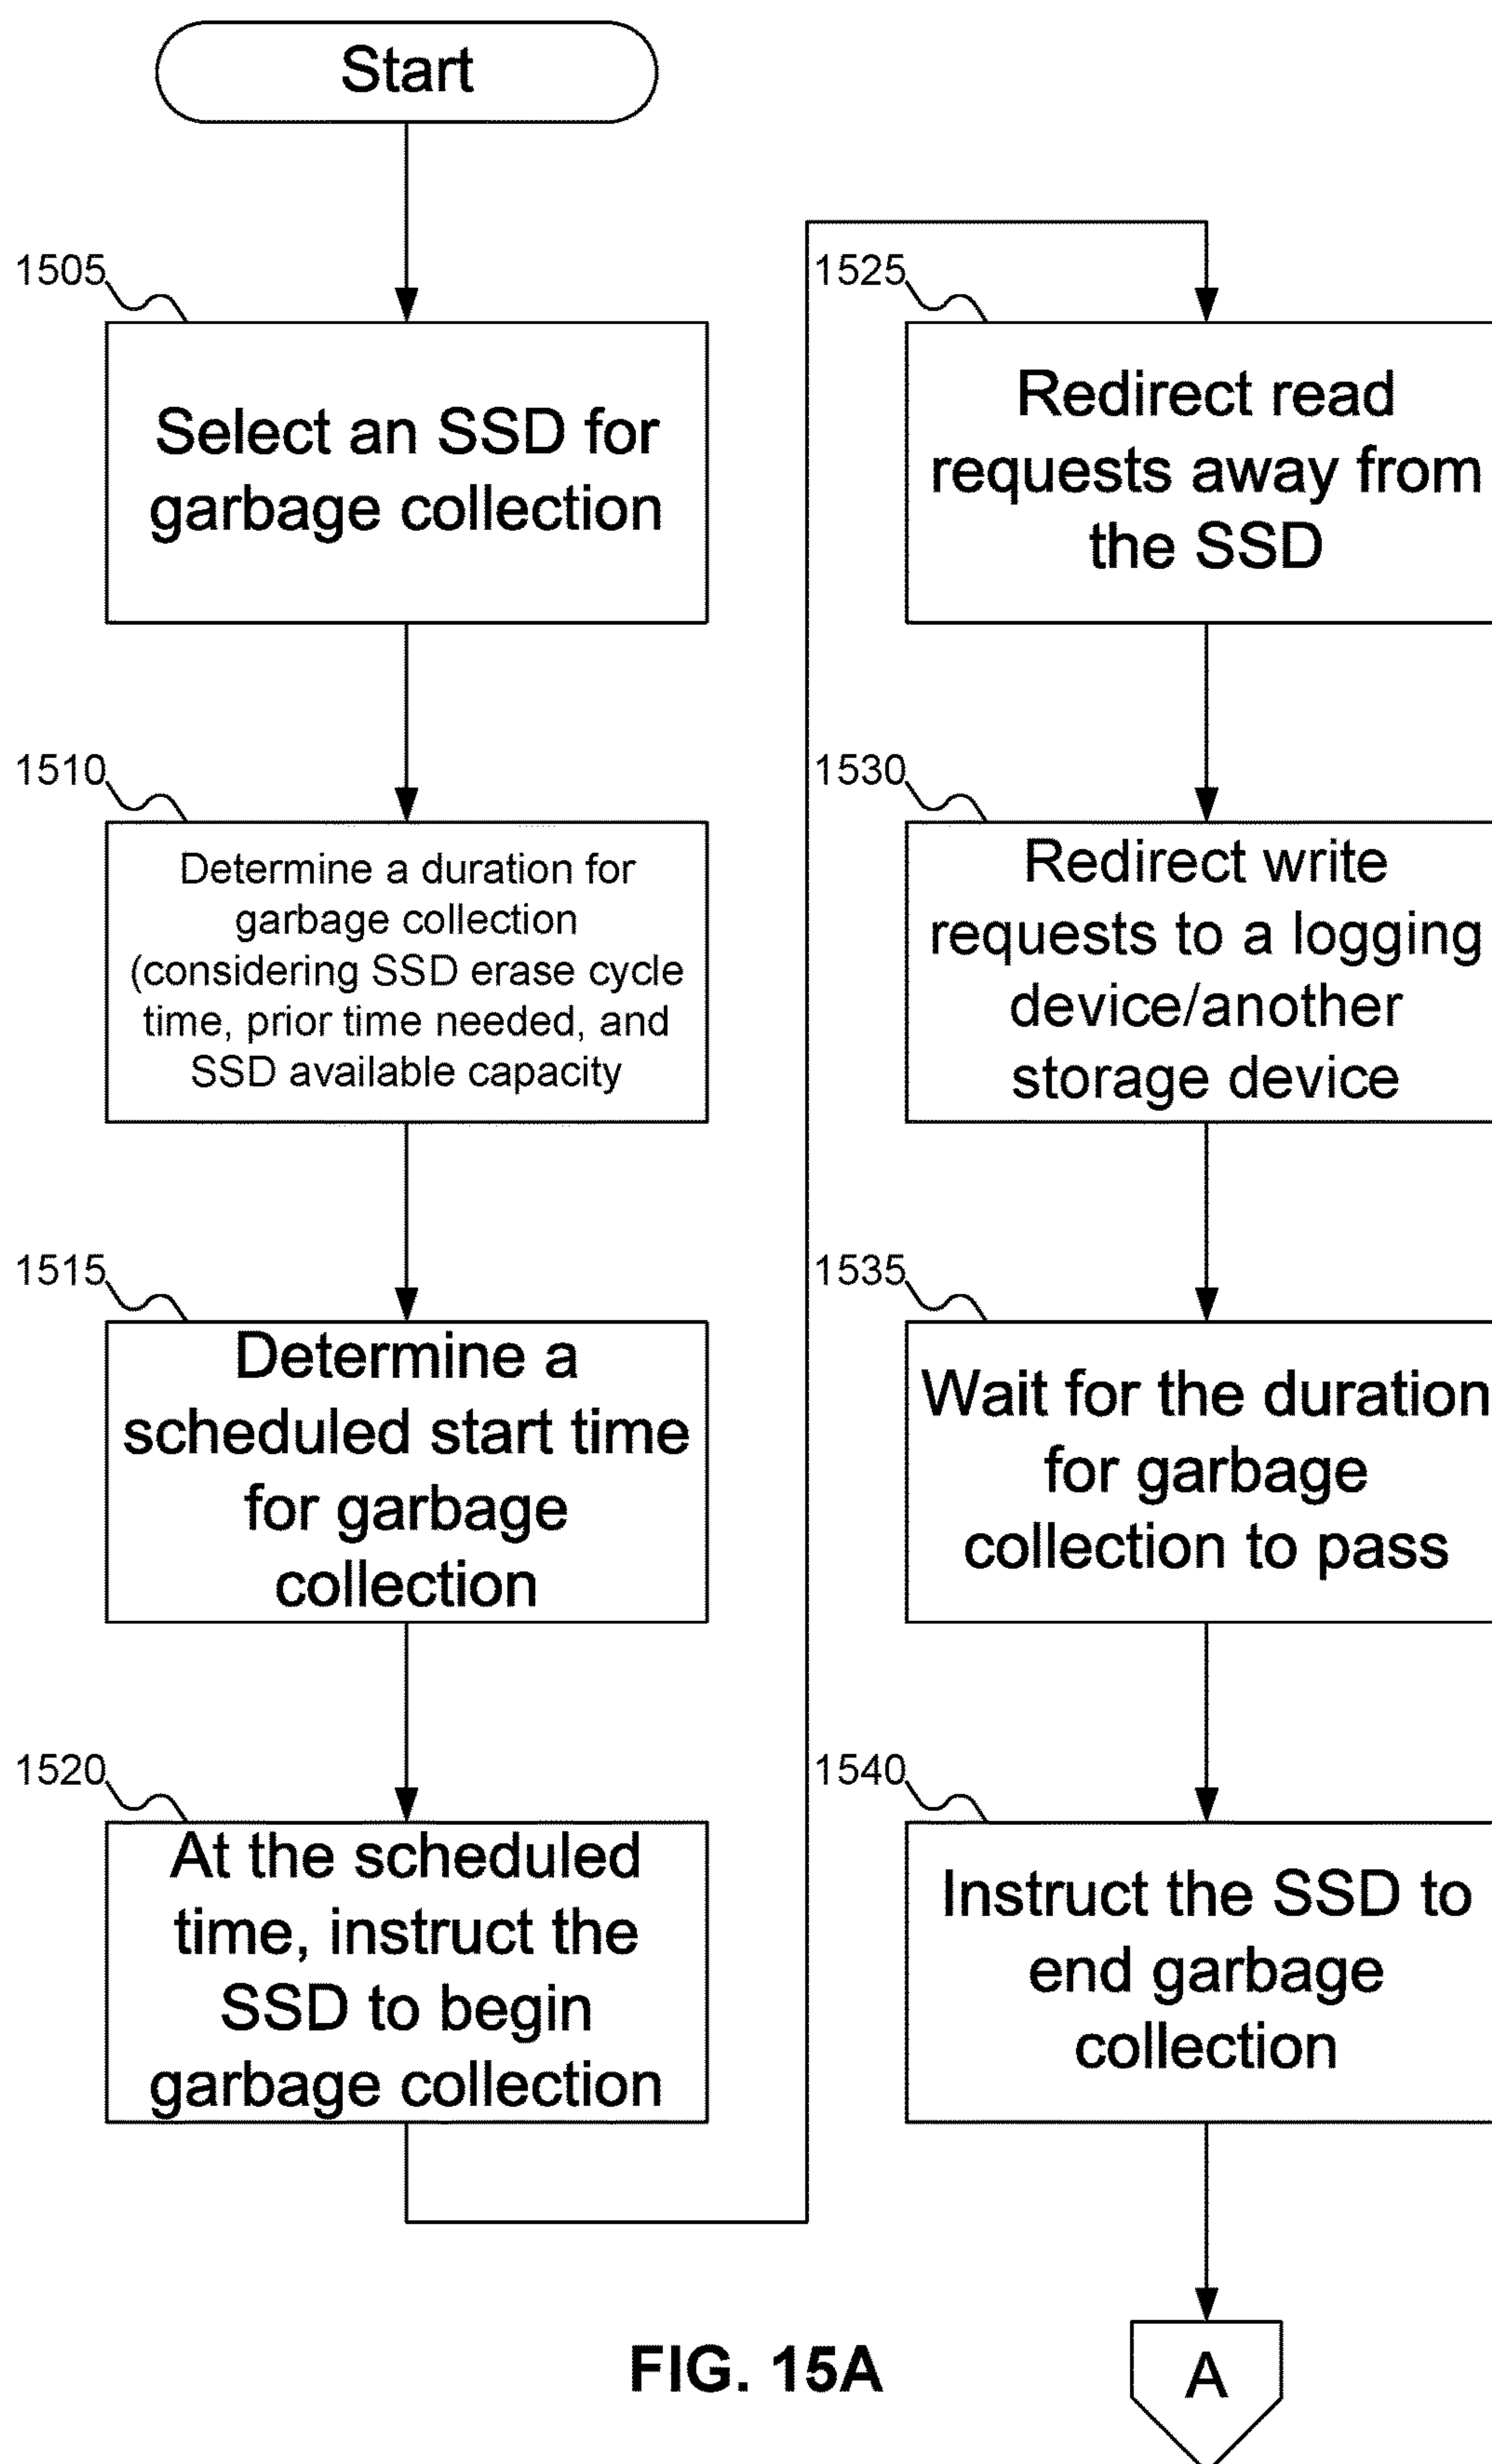 Start
1505
Select an SSD for
garbage collection
1510
Determine a duration for
garbage collection
(considering SSD erase cycle
time, prior time needed, and
SSD available capacity
1515
Determine a
scheduled start time
for garbage
collection
1520
At the scheduled
time, instruct the
SSD to begin
garbage collection
1525
Redirect read
requests away from
the SSD
1530
Redirect write
requests to a logging
device/another
storage device
1535
Wait for the duration
for garbage
collection to pass
1540
Instruct the SSD to
end garbage
collection
A
FIG. 15A